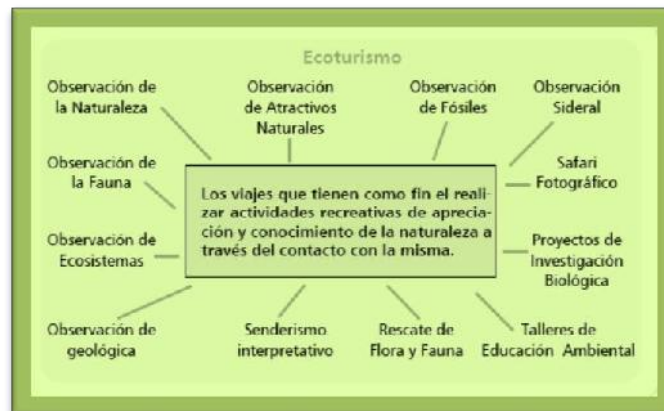 Ecoturismo
Observación de
la Naturaleza
Observación
de Atractivos
Naturales
Observación
de Fósiles
Observación
Sideral
Observación de
la Fauna
Safari
Fotográfico
Los viajes que tienen como fin el reali-
zar actividades recreativas de aprecia-
ción y conocimiento de la naturaleza a
través del contacto con la misma.
Observación de
Ecosistemas
Proyectos de
Investigación
Biológica
Observación de
geológica
Senderismo
interpretativo
Rescate de
Flora y Fauna
Talleres de
Educación Ambiental